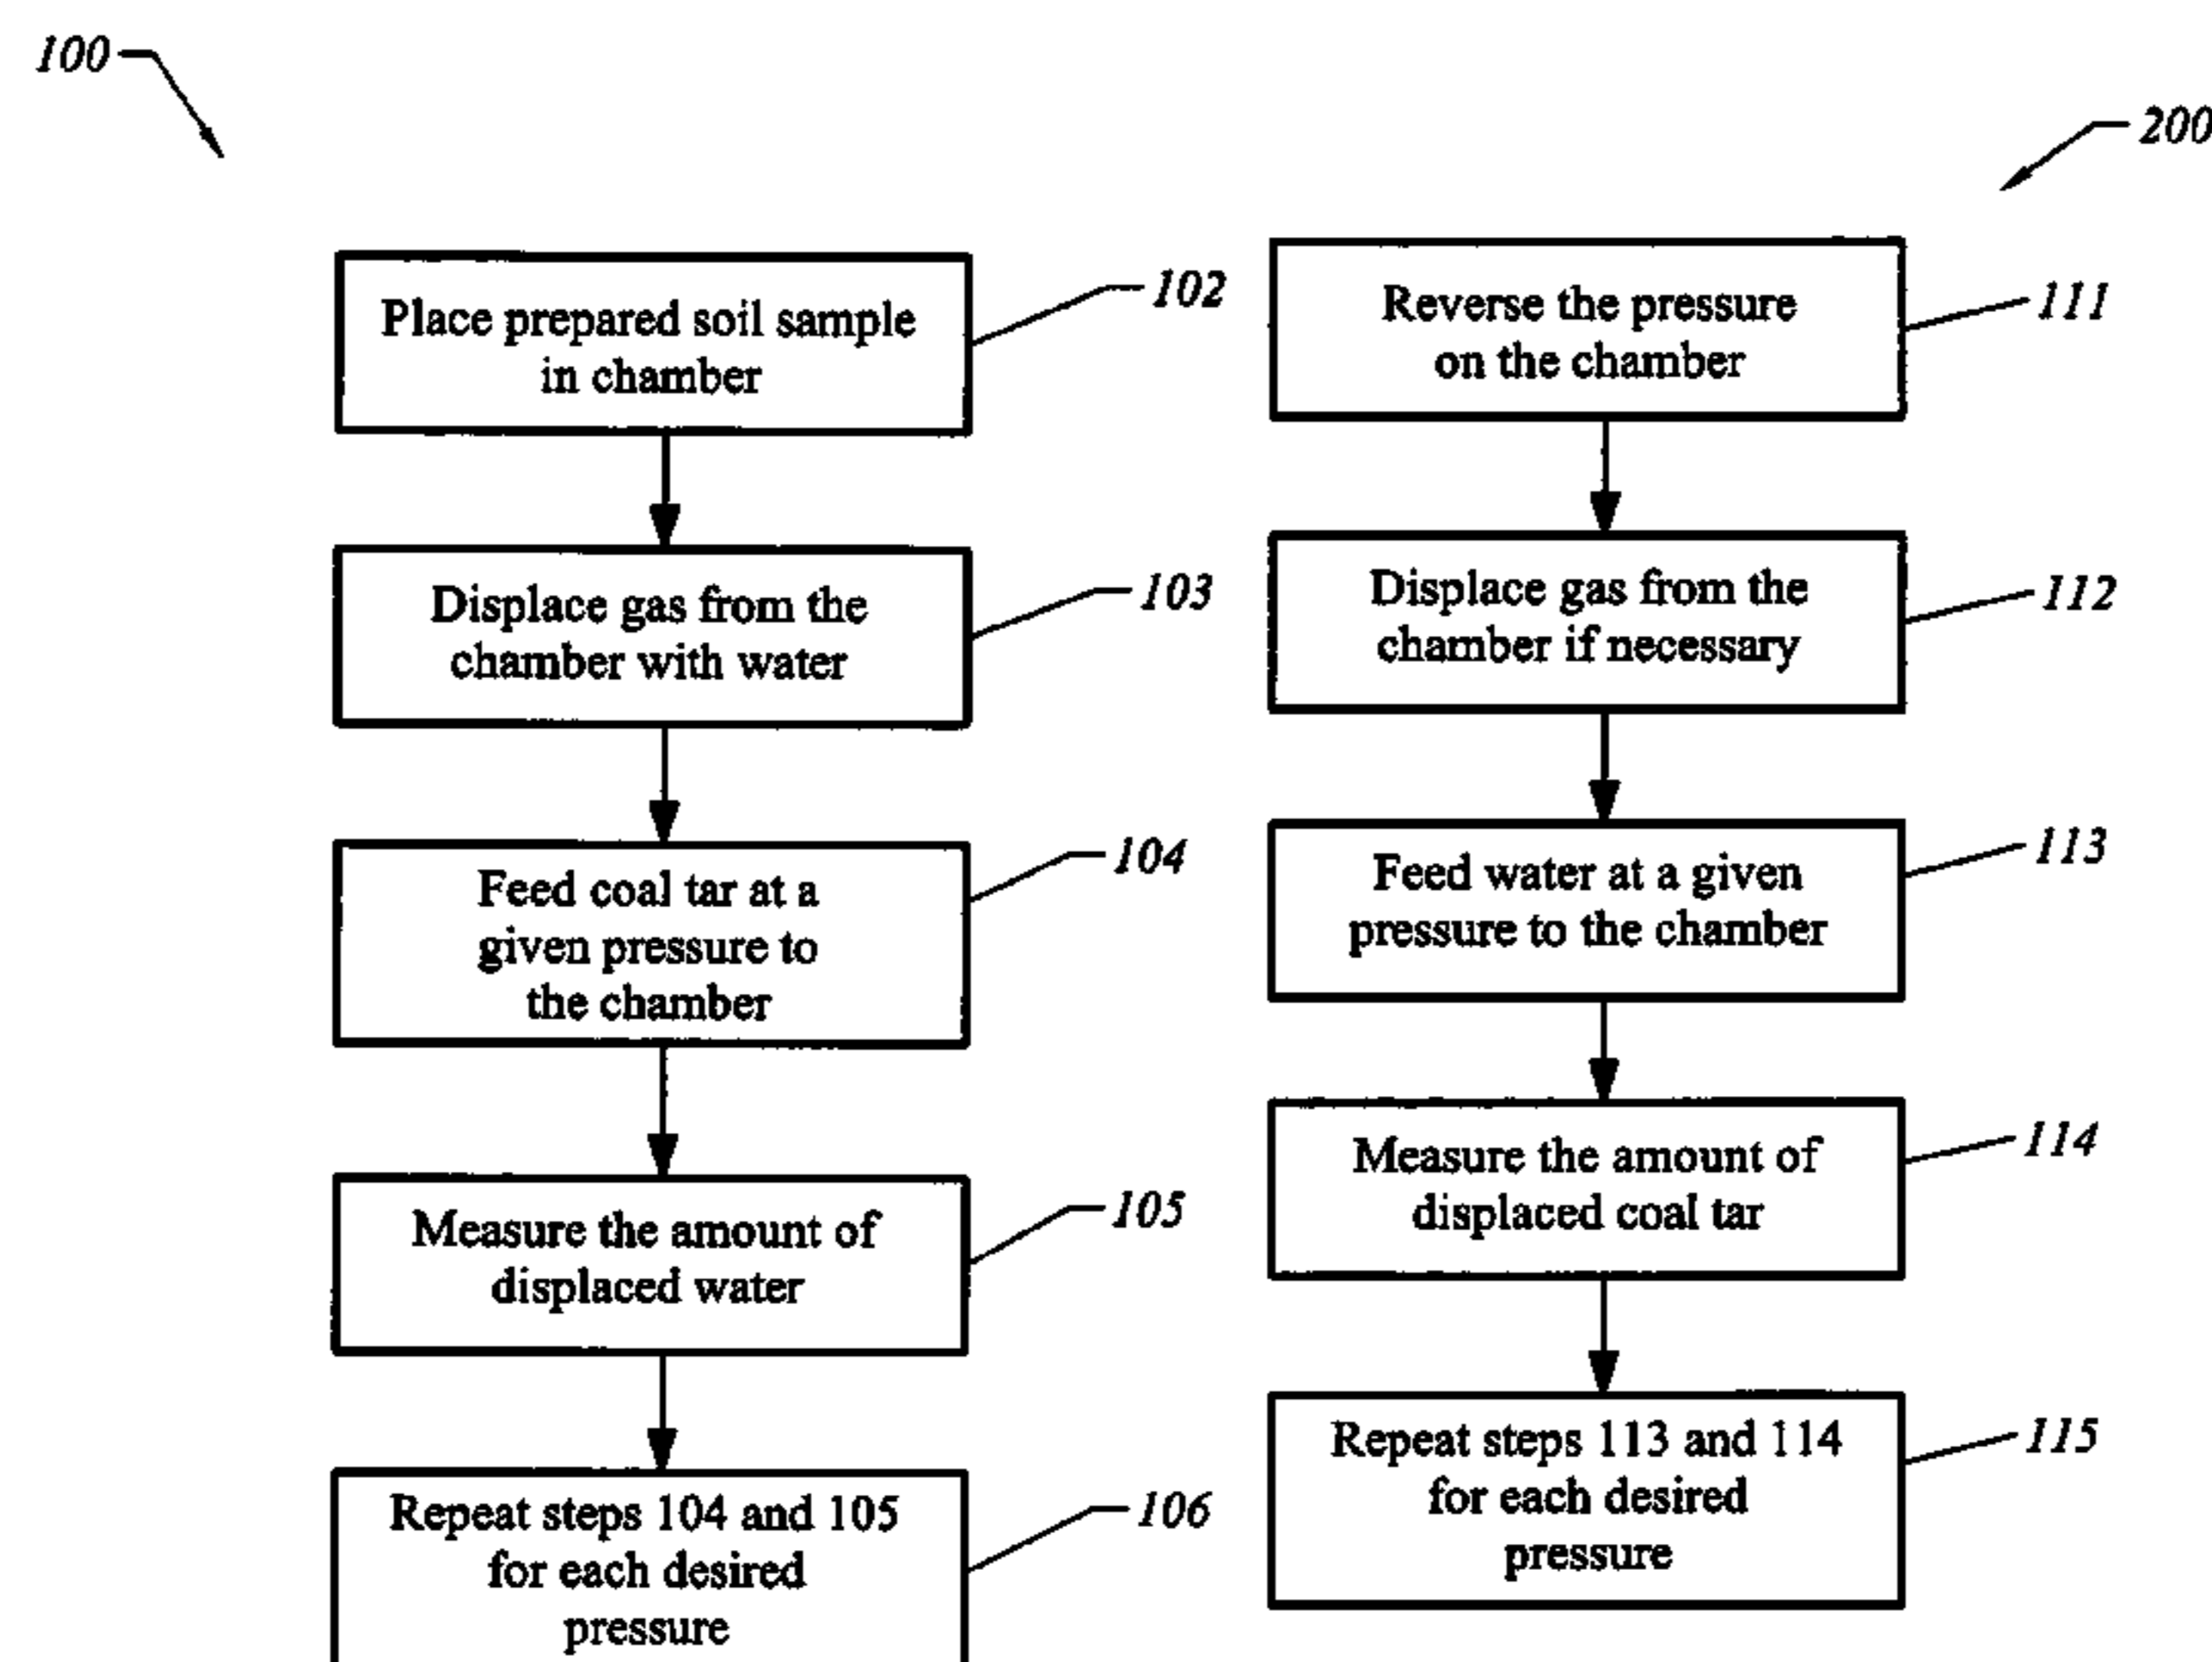 100
200
Place prepared soil sample
in chamber
102
Displace gas from the
chamber with water
103
Feed coal tar at a
given pressure to
the chamber
104
Measure the amount of
displaced water
105
Repeat steps 104 and 105
for each desired
pressure
106
Reverse the pressure
on the chamber
111
Displace gas from the
chamber if necessary
112
Feed water at a given
pressure to the chamber
113
Measure the amount of
displaced coal tar
114
Repeat steps 113 and 114
for each desired
pressure
115